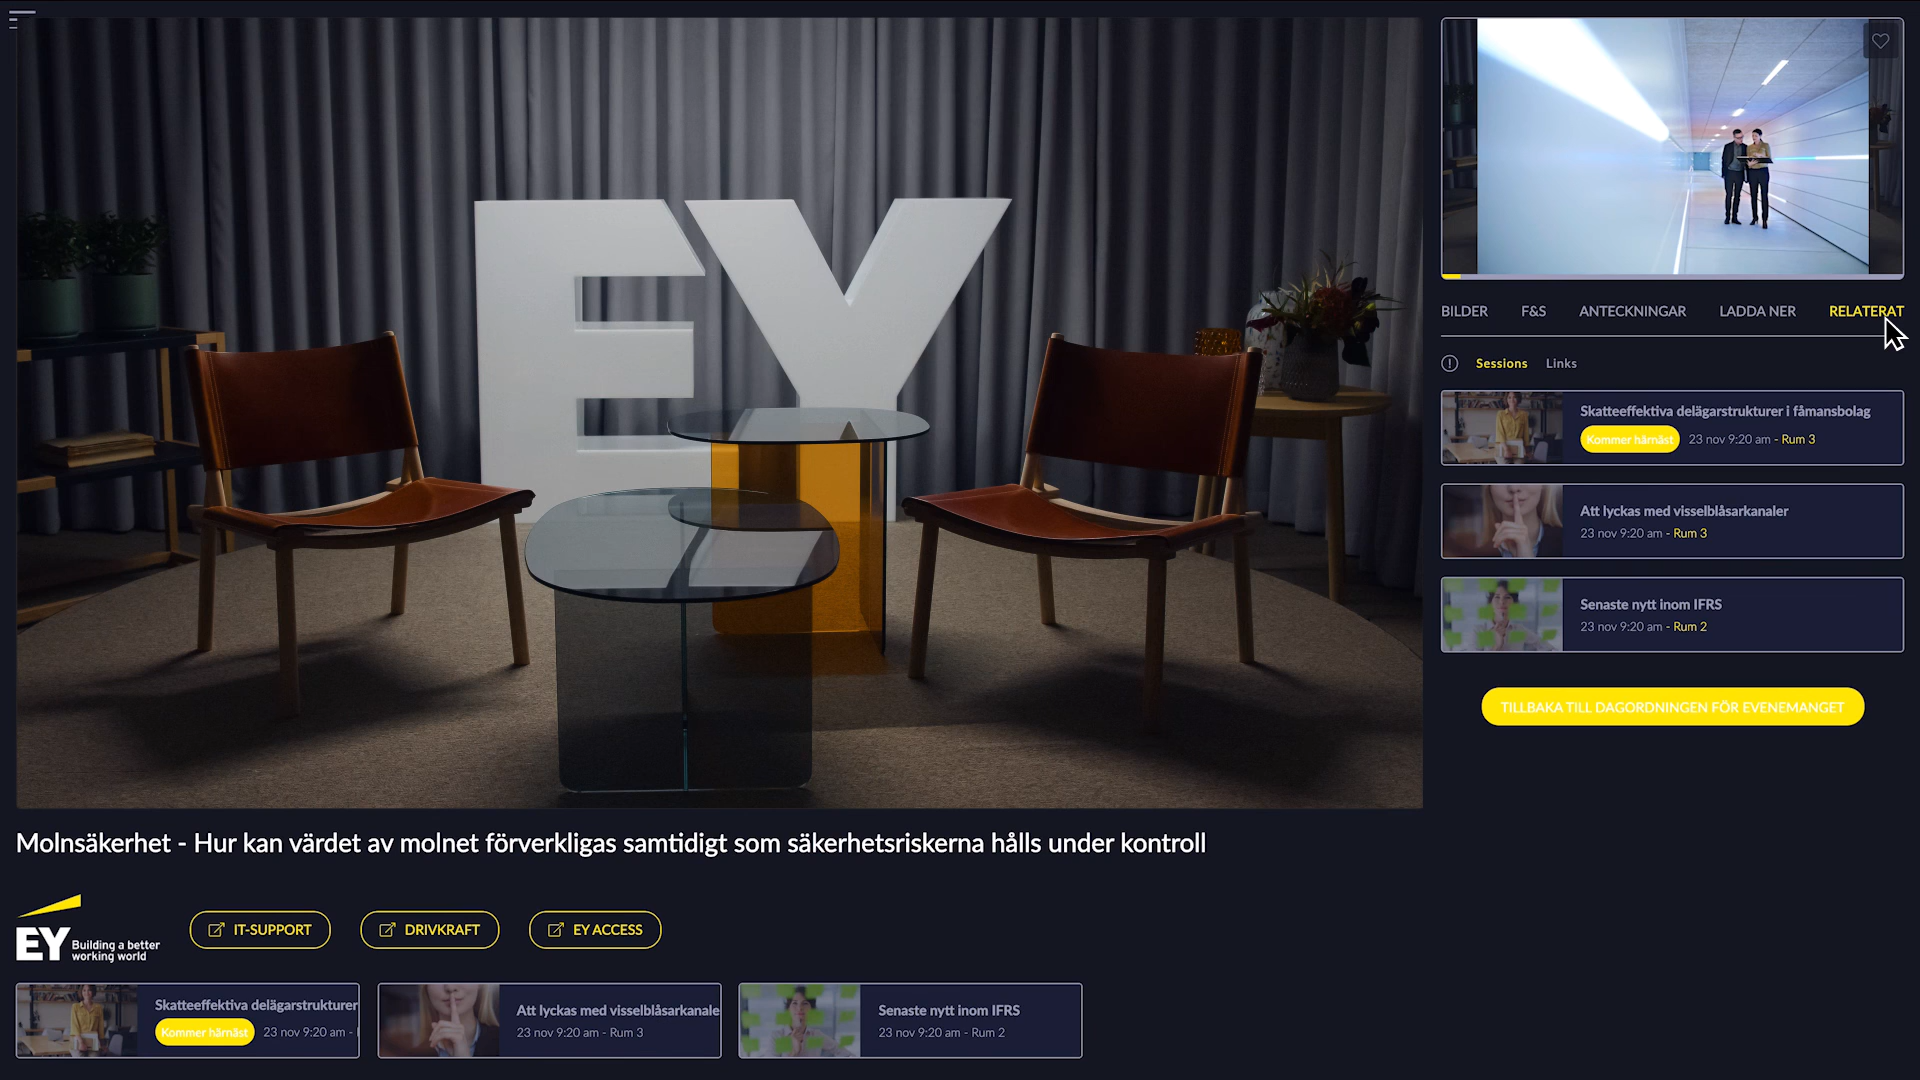 EY
BILDER
F&S
ANTECKNINGAR
LADDA NER
RELATERAT
Sessions
Links
Skatteeffektiva delägarstrukturer i fåmansbolag
Kommer härnäst 23 nov 9:20 am - Rum 3
Att lyckas med visselblåsarkanaler
23 nov 9:20 am - Rum 3
Senaste nytt inom IFRS
23 nov 9:20 am - Rum 2
TILLBAKA TILL DAGORDNINGEN FÖR EVENEMANGET
Molnsäkerhet - Hur kan värdet av molnet förverkligas samtidigt som säkerhetsriskerna hålls under kontroll
EY Building a better
working world
IT-SUPPORT
DRIVKRAFT
EY ACCESS
Skatteeffektiva delägarstrukturer
Kommer härnäst 23 nov 9:20 am -
Att lyckas med visselblåsarkanale
23 nov 9:20 am - Rum 3
Senaste nytt inom IFRS
23 nov 9:20 am - Rum 2